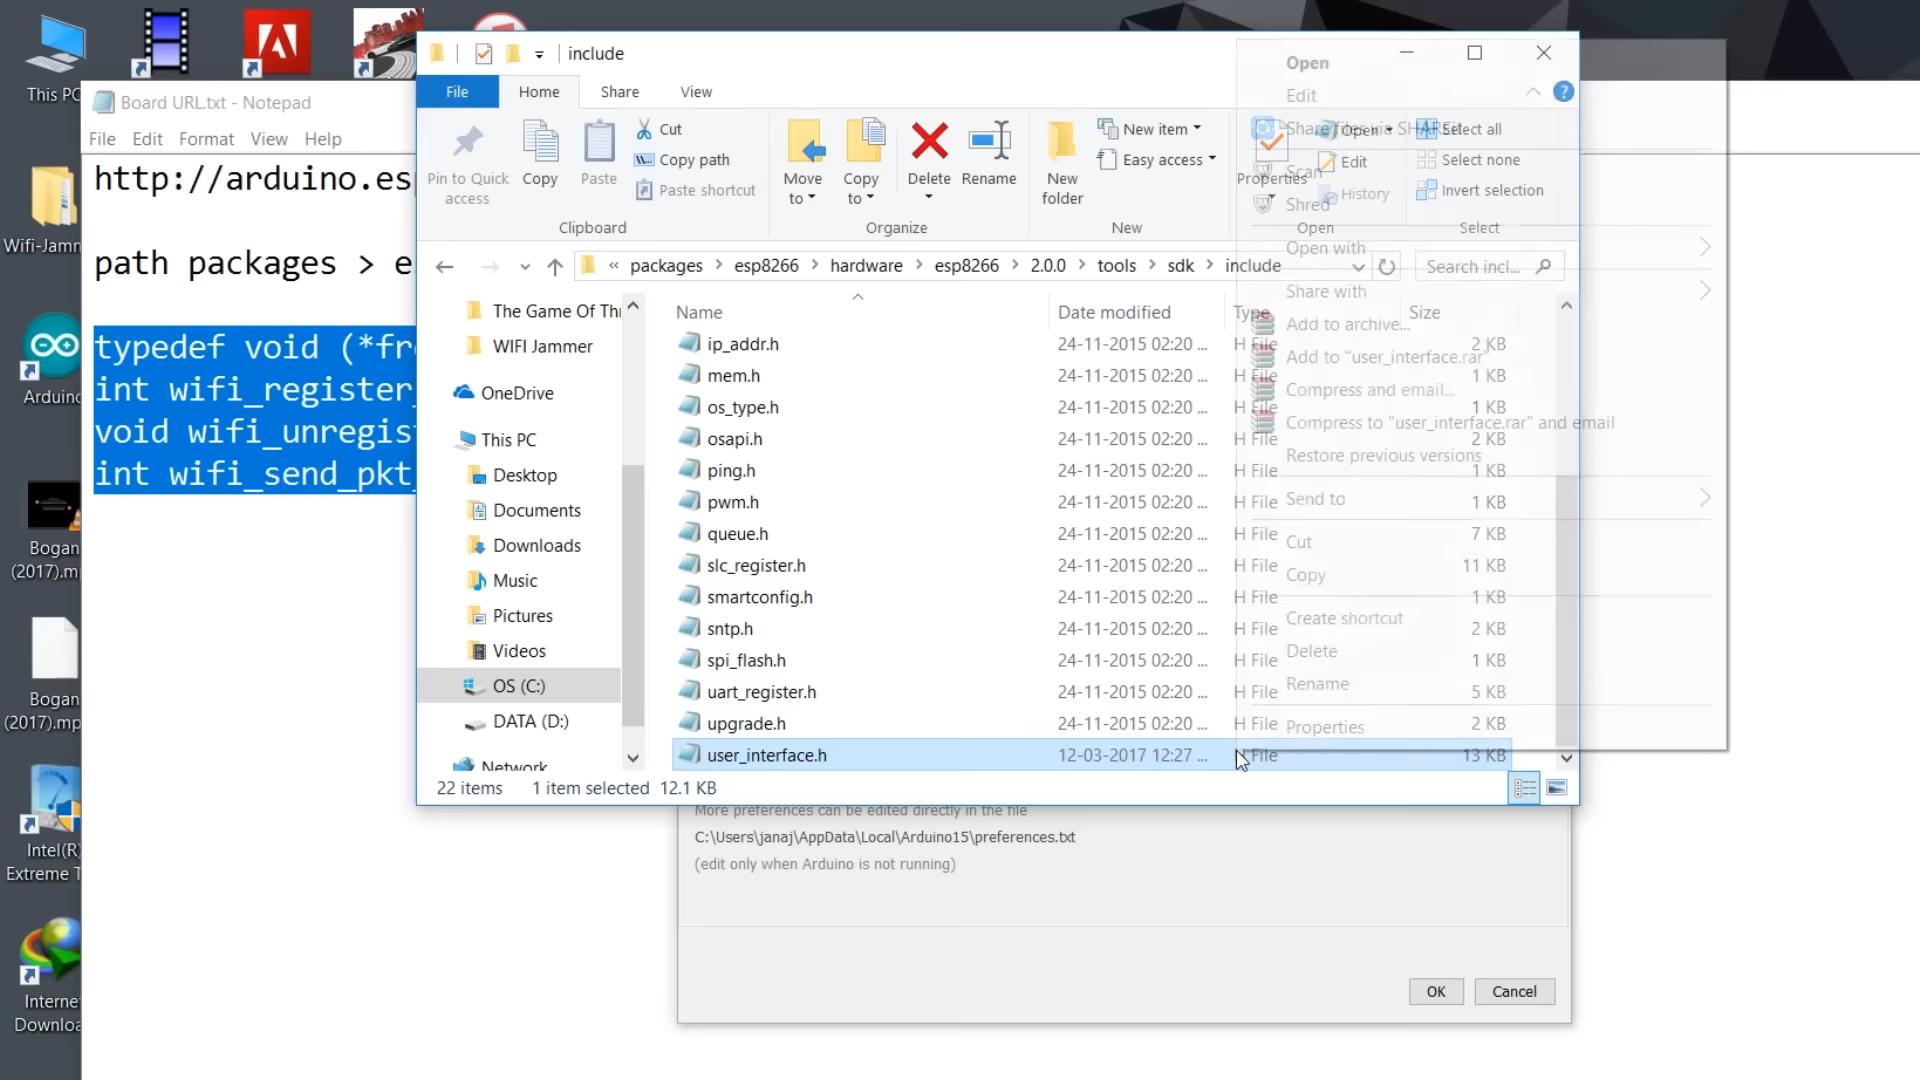 This PC
Wifi-Jamm
Arduino
Bogan
(2017).mp
Bogan
(2017).mp
Intel(R)
Extreme T
Interne
Downloa
Board URL.txt - Notepad
File Edit Format View Help
http://arduino.es
path packages > e
typedef void (*fre
int wifi_register_
void wifi_unregist
int wifi_send_pkt_
include
File Home Share View
Pin to Quick access
Copy
Paste
Cut
Copy path
Paste shortcut
Clipboard
Move to
Copy to
Delete
Rename
Organize
New folder
New item
Easy access
New
Properties
Open
Edit
History
Open
Select all
Select none
Invert selection
Select
« packages > esp8266 > hardware > esp8266 > 2.0.0 > tools > sdk > include
Search incl...
The Game Of Thr
WIFI Jammer
OneDrive
This PC
Desktop
Documents
Downloads
Music
Pictures
Videos
OS (C:)
DATA (D:)
Network
Name Date modified Type Size
ip_addr.h 24-11-2015 02:20 ... H File 2 KB
mem.h 24-11-2015 02:20 ... H File 1 KB
os_type.h 24-11-2015 02:20 ... H File 1 KB
osapi.h 24-11-2015 02:20 ... H File 2 KB
ping.h 24-11-2015 02:20 ... H File 1 KB
pwm.h 24-11-2015 02:20 ... H File 1 KB
queue.h 24-11-2015 02:20 ... H File 7 KB
slc_register.h 24-11-2015 02:20 ... H File 11 KB
smartconfig.h 24-11-2015 02:20 ... H File 1 KB
sntp.h 24-11-2015 02:20 ... H File 2 KB
spi_flash.h 24-11-2015 02:20 ... H File 1 KB
uart_register.h 24-11-2015 02:20 ... H File 5 KB
upgrade.h 24-11-2015 02:20 ... H File 2 KB
user_interface.h 12-03-2017 12:27 ... H File 13 KB
22 items 1 item selected 12.1 KB
Open
Edit
Share files via SHAREit
Scan
Shred
Open with
Share with
Add to archive...
Add to "user_interface.rar"
Compress and email...
Compress to "user_interface.rar" and email
Restore previous versions
Send to
Cut
Copy
Create shortcut
Delete
Rename
Properties
More preferences can be edited directly in the file
C:\Users\janaj\AppData\Local\Arduino15\preferences.txt
(edit only when Arduino is not running)
OK Cancel